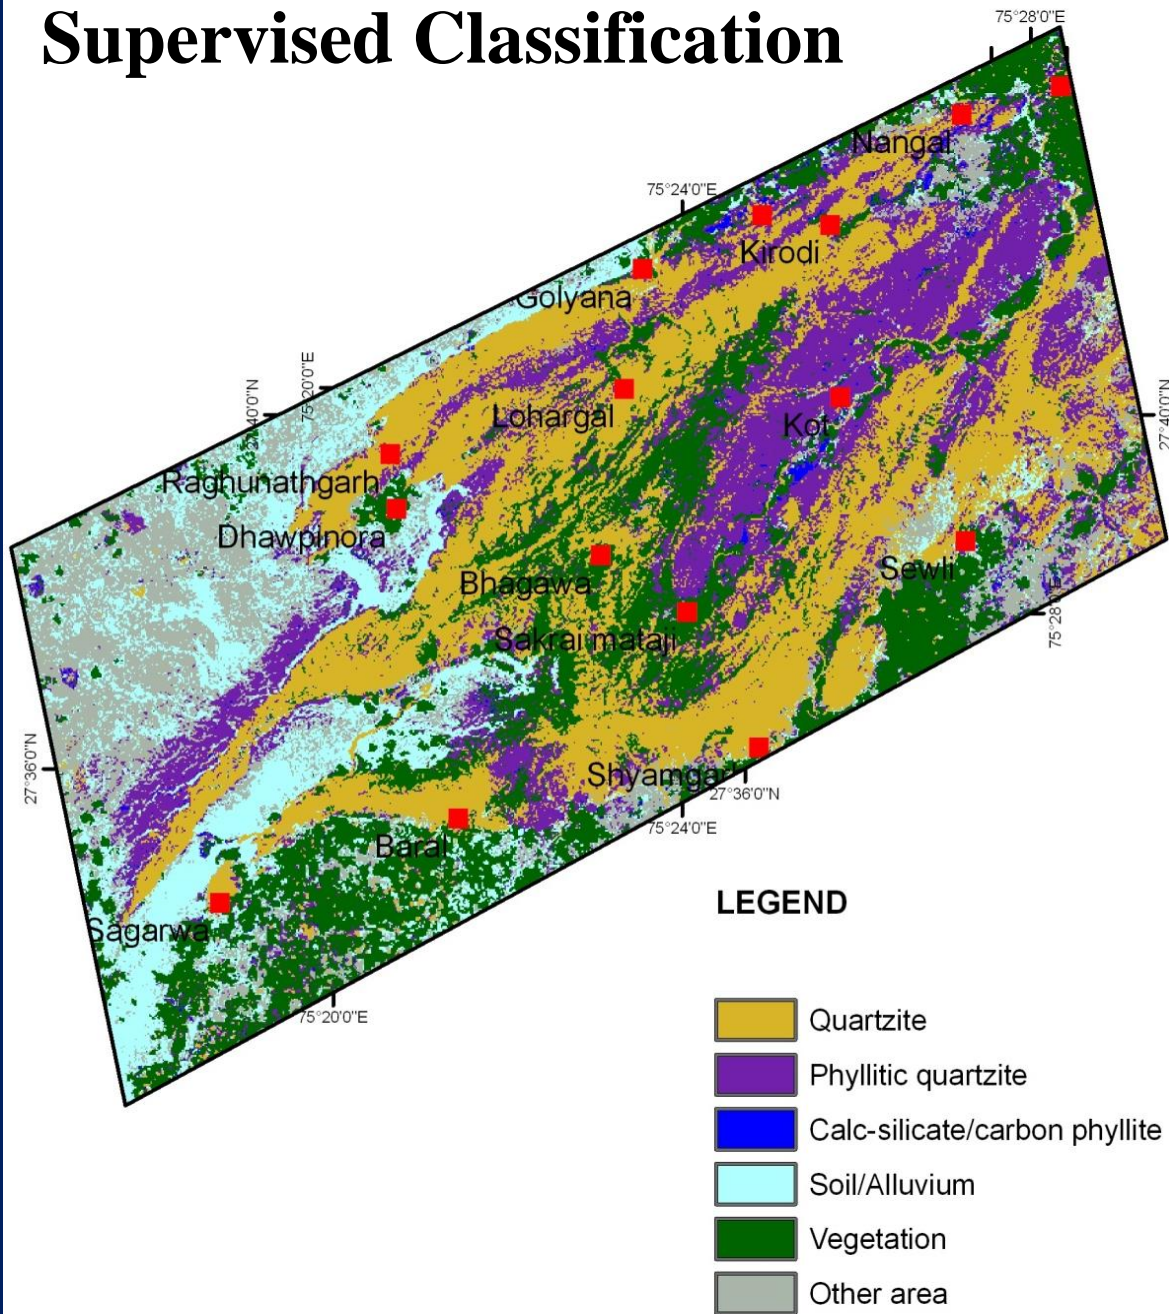 Supervised Classification
75°28'0"E
Nangal
75°24'0"E
Kirodi
Golyana
75°20'0"E
Lohargal
Kot
27°40'0"N
Raghunathgarh
Dhawpinora
Bhagawa
Sewli
75°28'0"E
Sakrai mataji
27°36'0"N
Shyamgarh
27°36'0"N
75°24'0"E
Baral
Sagarwa
75°20'0"E
LEGEND
Quartzite
Phyllitic quartzite
Calc-silicate/carbon phyllite
Soil/Alluvium
Vegetation
Other area